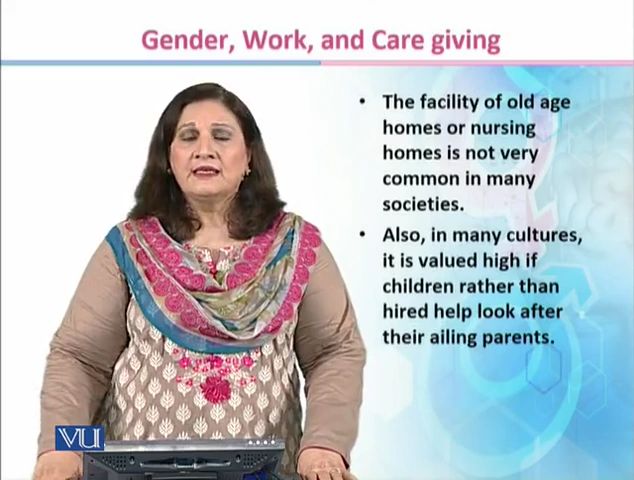 Gender, Work, and Care giving
• The facility of old age
homes or nursing
homes is not very
common in many
societies.
• Also, in many cultures,
it is valued high if
children rather than
hired help look after
their ailing parents.
VU